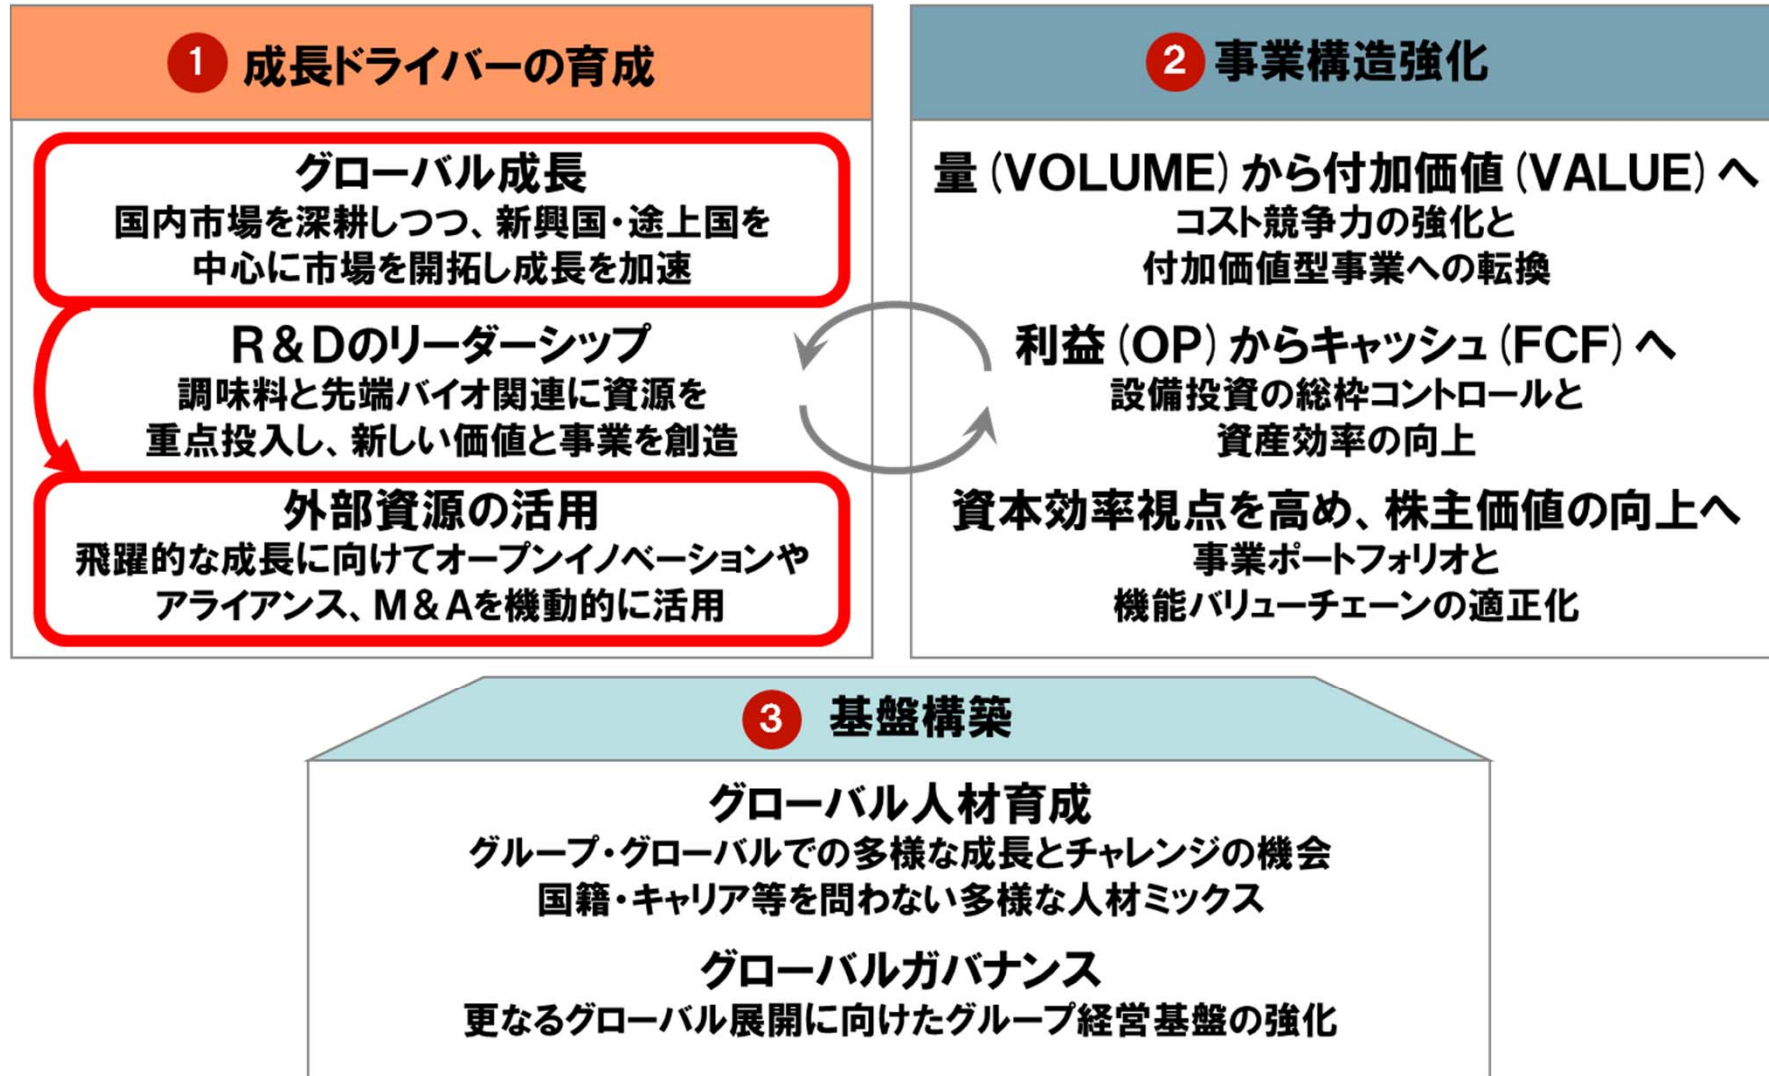 1 成長ドライバーの育成
グローバル成長
国内市場を深耕しつつ、新興国・途上国を
中心に市場を開拓し成長を加速
R&Dのリーダーシップ
調味料と先端バイオ関連に資源を
重点投入し、新しい価値と事業を創造
外部資源の活用
飛躍的な成長に向けてオープンイノベーションや
アライアンス、M&Aを機動的に活用
2 事業構造強化
量(VOLUME)から付加価値(VALUE)へ
コスト競争力の強化と
付加価値型事業への転換
利益(OP)からキャッシュ(FCF)へ
設備投資の総枠コントロールと
資産効率の向上
資本効率視点を高め、株主価値の向上へ
事業ポートフォリオと
機能バリューチェーンの適正化
3 基盤構築
グローバル人材育成
グループ・グローバルでの多様な成長とチャレンジの機会
国籍・キャリア等を問わない多様な人材ミックス
グローバルガバナンス
更なるグローバル展開に向けたグループ経営基盤の強化